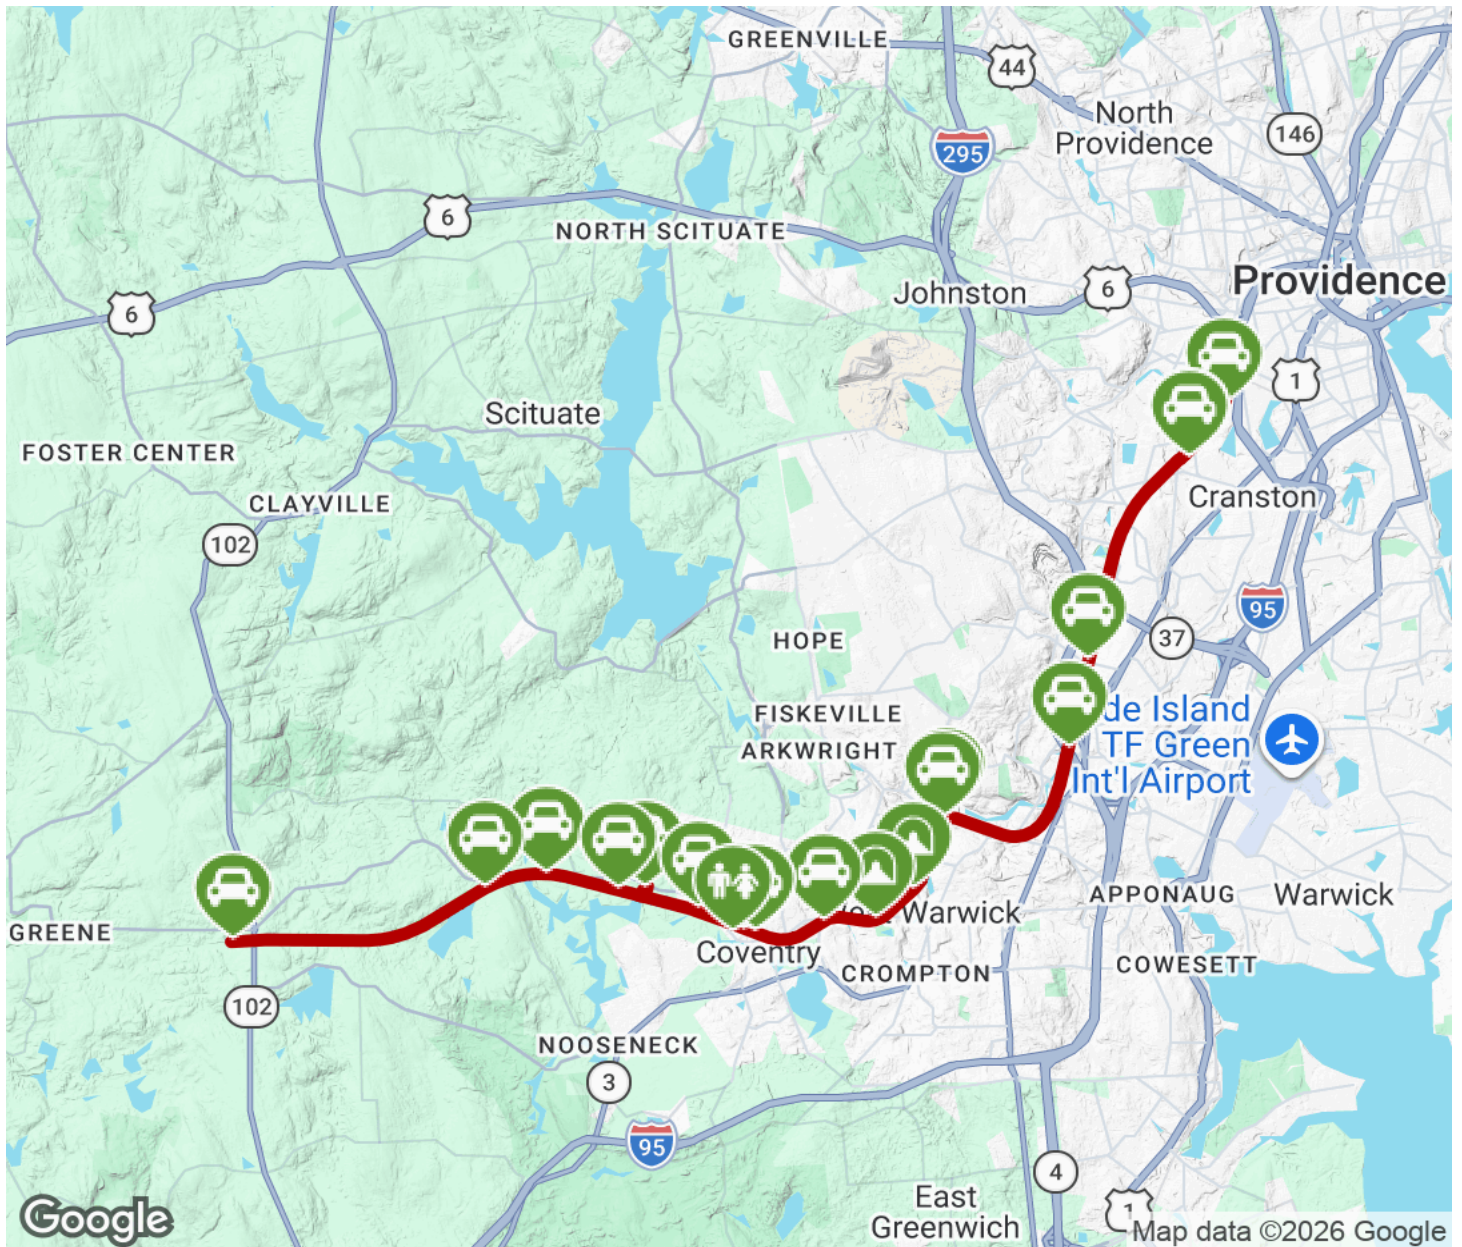 GREENVILLE
44
North
Providence
146
295
6
NORTH SCITUATE
Johnston
6
Providence
6
1
Scituate
FOSTER CENTER
CLAYVILLE
Cranston
102
95
37
HOPE
FISKEVILLE
ARKWRIGHT
de Island
TF Green
Int'l Airport
GREENE
Warwick
APPONAUG
Warwick
Coventry
CROMPTON
COWESETT
102
NOOSENECK
3
95
4
East
Greenwich
1
Google
Map data ©2026 Google